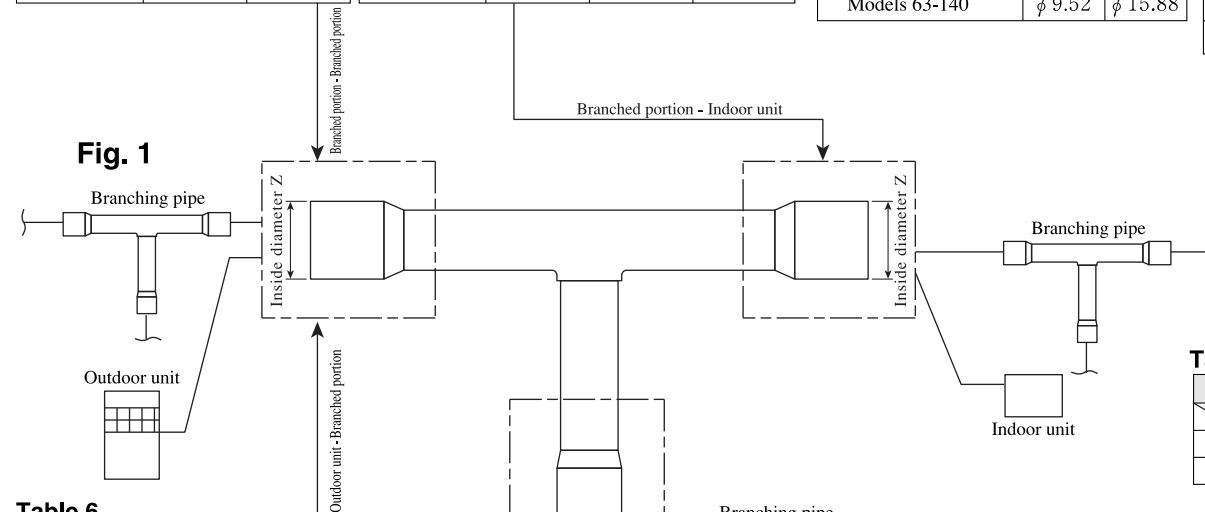 Models 63-140 ϕ 9.52 ϕ 15.88
Branched portion - Branched portion
Branched portion - Indoor unit
Fig. 1
Branching pipe
Inside diameter Z
Inside diameter Z
Branching pipe
Outdoor unit
Outdoor unit - Branched portion
Indoor unit
Table 6
Branching pipe